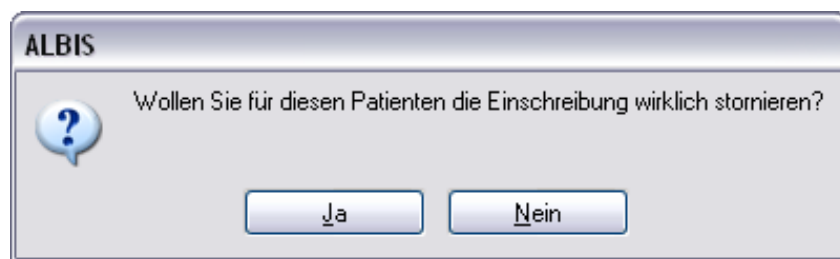 ALBIS
Wollen Sie für diesen Patienten die Einschreibung wirklich stornieren?
Ja
Nein